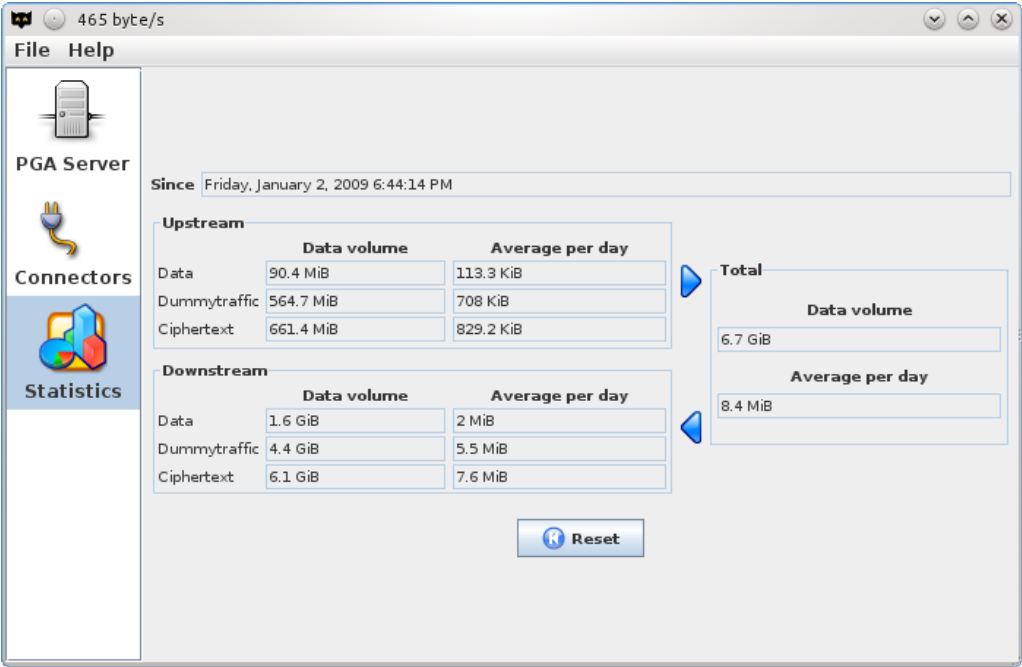 465 byte/s
File Help
PGA Server
Connectors
Statistics
Since Friday, January 2, 2009 6:44:14 PM
Upstream
Data volume Average per day
Data 90.4 MiB 113.3 KiB
Dummytraffic 564.7 MiB 708 KiB
Ciphertext 661.4 MiB 829.2 KiB
Downstream
Data volume Average per day
Data 1.6 GiB 2 MiB
Dummytraffic 4.4 GiB 5.5 MiB
Ciphertext 6.1 GiB 7.6 MiB
Total
Data volume
6.7 GiB
Average per day
8.4 MiB
Reset